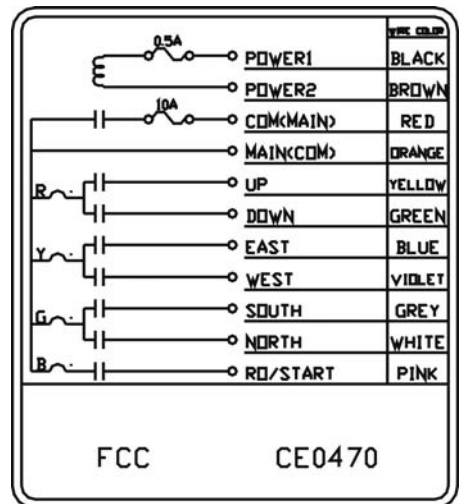 WIRE COLOR
0.5A POWER1 BLACK
POWER2 BROWN
10A COM(MAIN) RED
MAIN(COM) ORANGE
R UP YELLOW
DOWN GREEN
Y EAST BLUE
WEST VIOLET
G SOUTH GREY
NORTH WHITE
B RO/START PINK
FCC CE0470